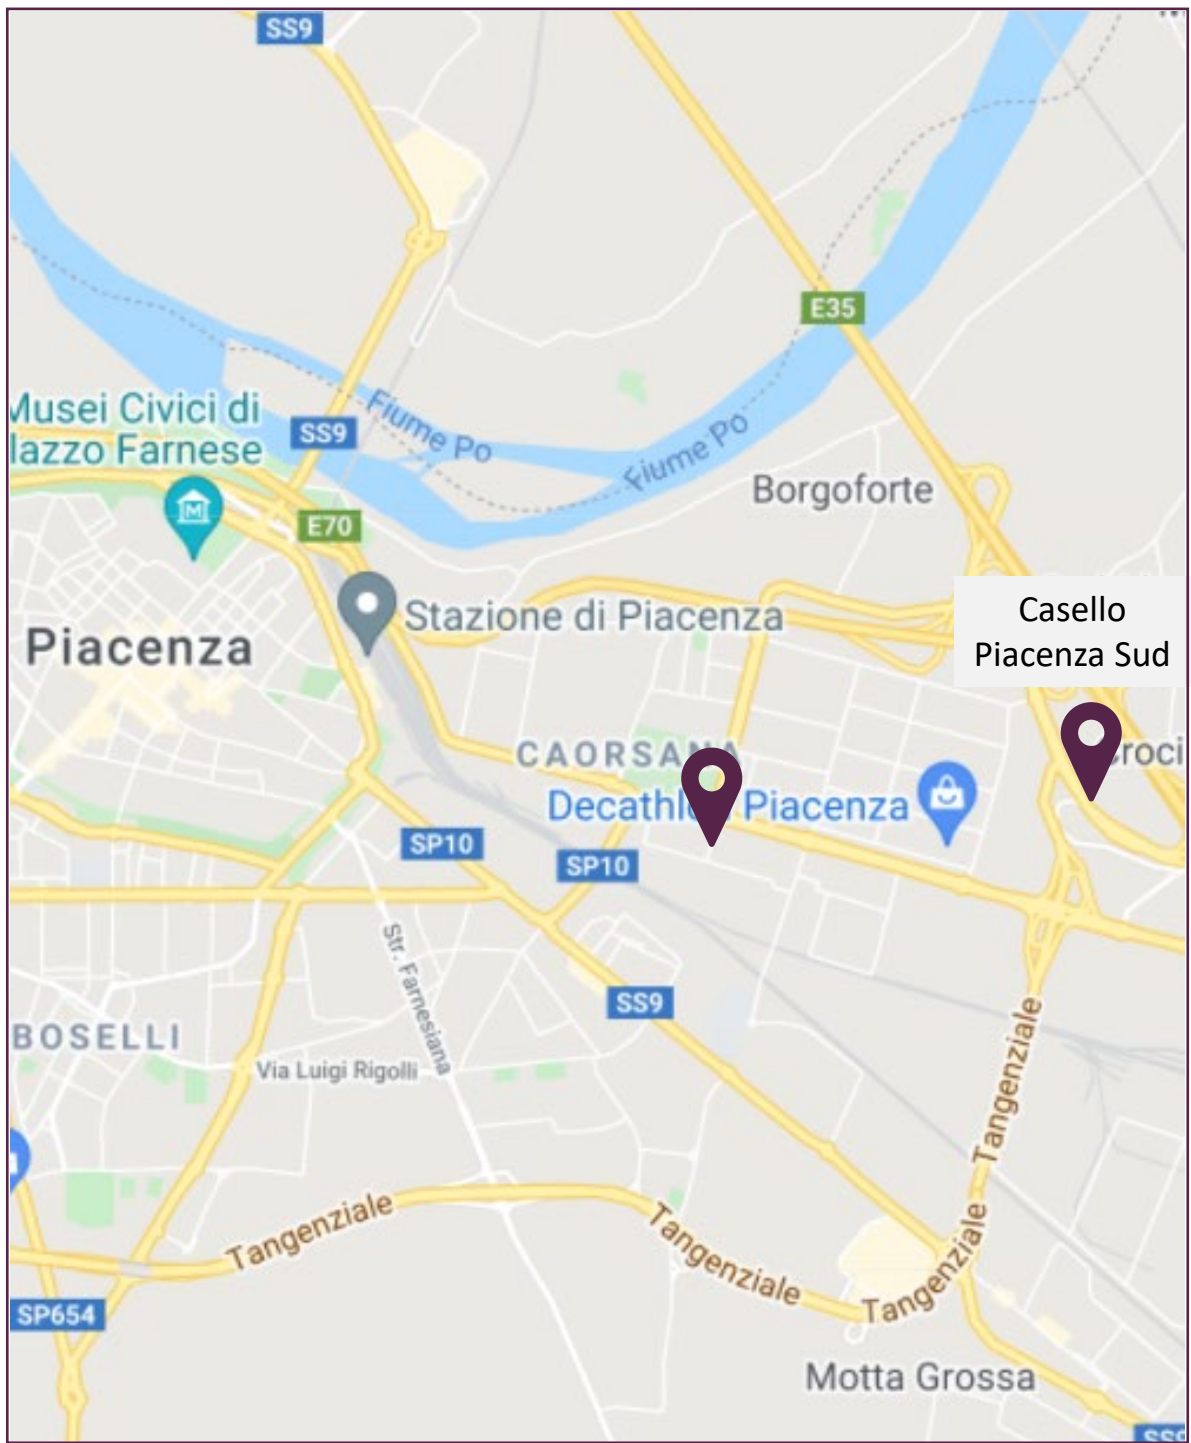 SS9
E35
Musei Civici di
lazzo Farnese
SS9
Fiume Po
Fiume Po
Borgoforte
E70
Stazione di Piacenza
Piacenza
Casello
Piacenza Sud
CAORSANA
Piacenza
SP10
SP10
Str. Farnesiana
SS9
BOSELLI
Via Luigi Rigolli
Tangenziale
Tangenziale
Tangenziale
Tangenziale
Tangenziale
SP654
Motta Grossa